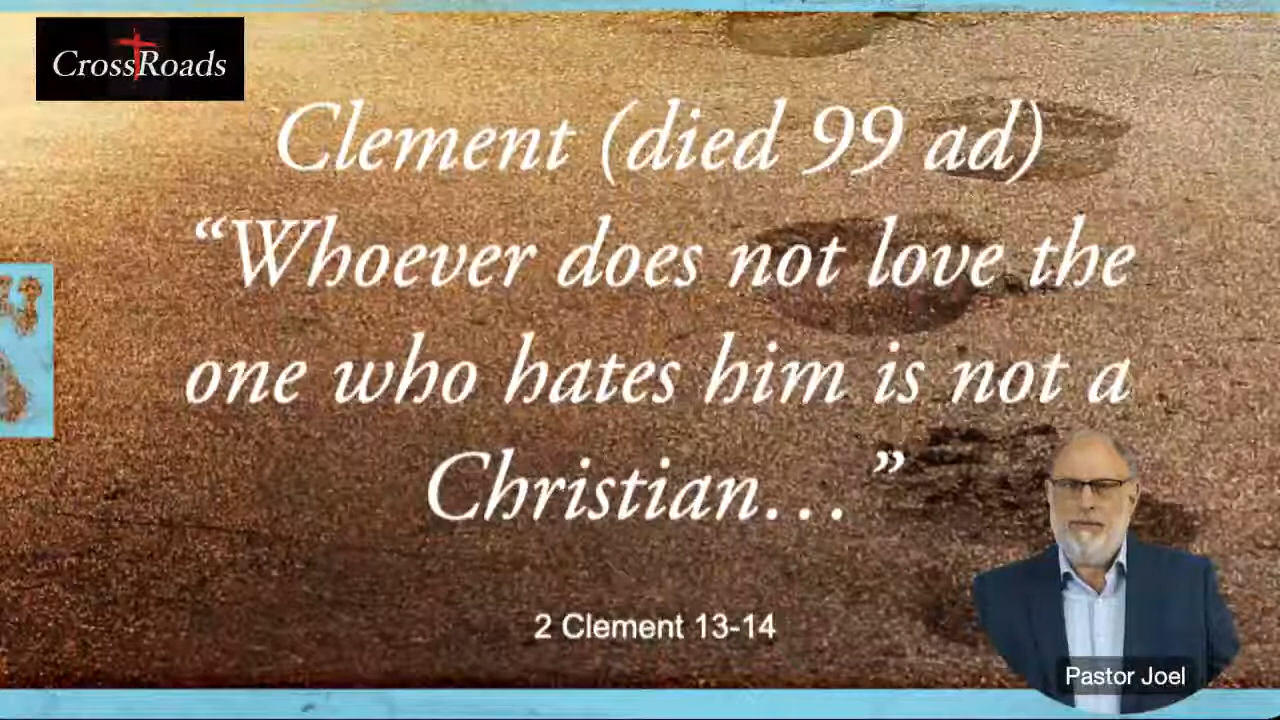 CrossRoads
Clement (died 99 ad)
“Whoever does not love the
one who hates him is not a
Christian…”
2 Clement 13-14
Pastor Joel